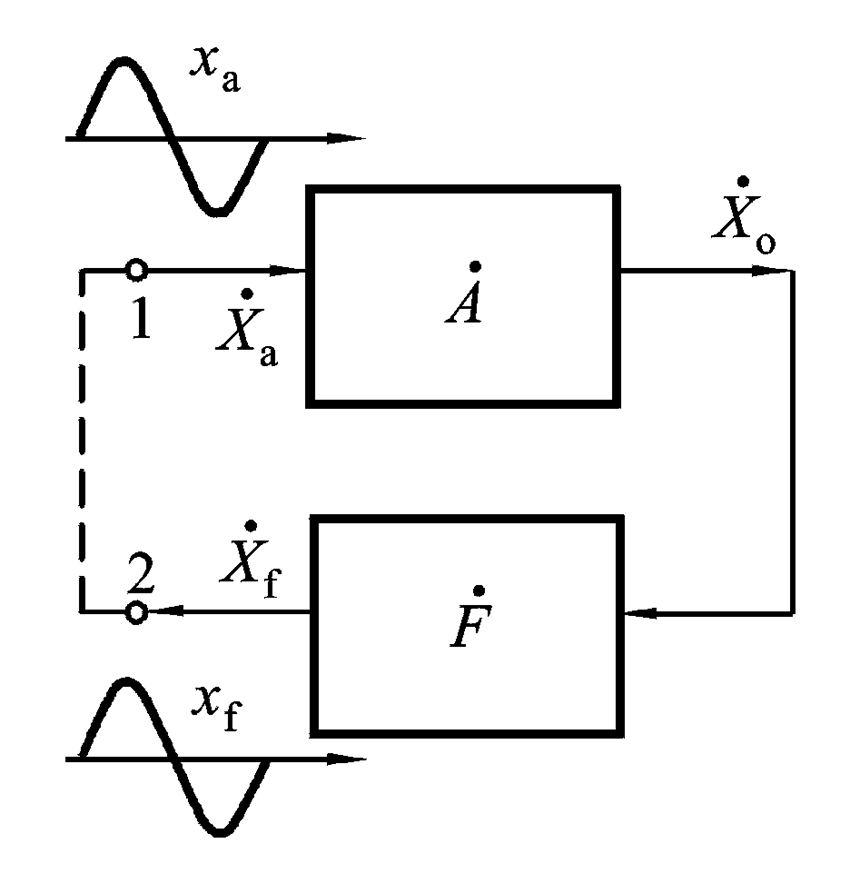 xₐ
Ẋₒ
1
Ẋₐ
Ȧ
2
Ẋf
Ḟ
xf